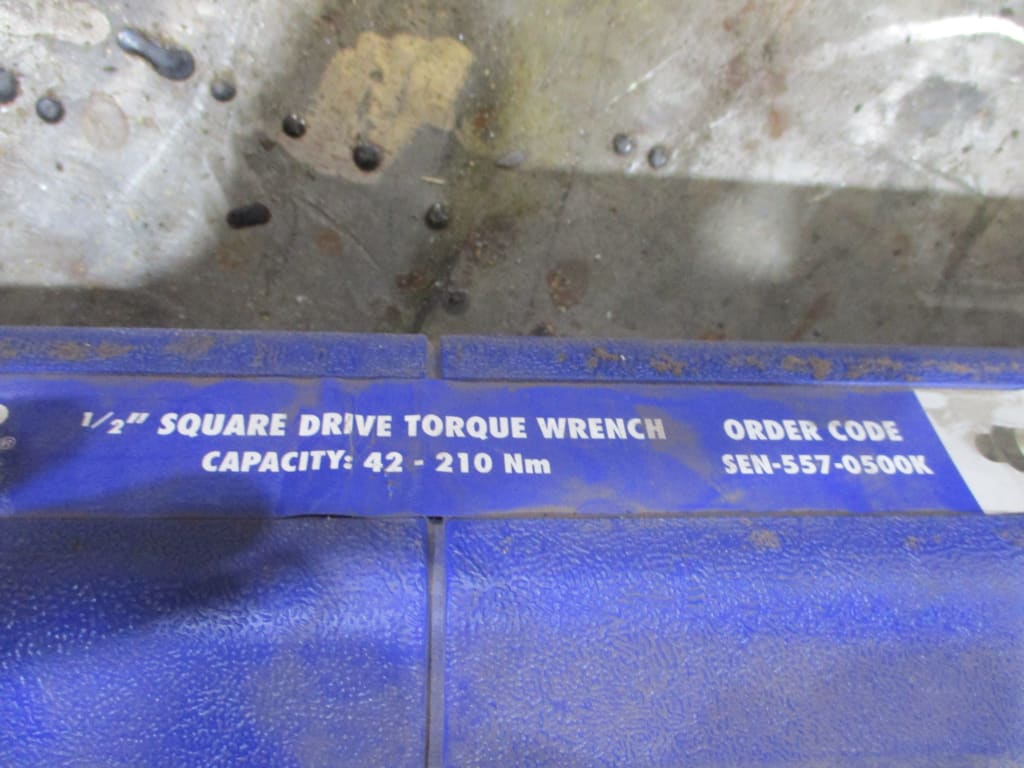 1/2" SQUARE DRIVE TORQUE WRENCH
CAPACITY: 42 - 210 Nm
ORDER CODE
SEN-557-0500K
®